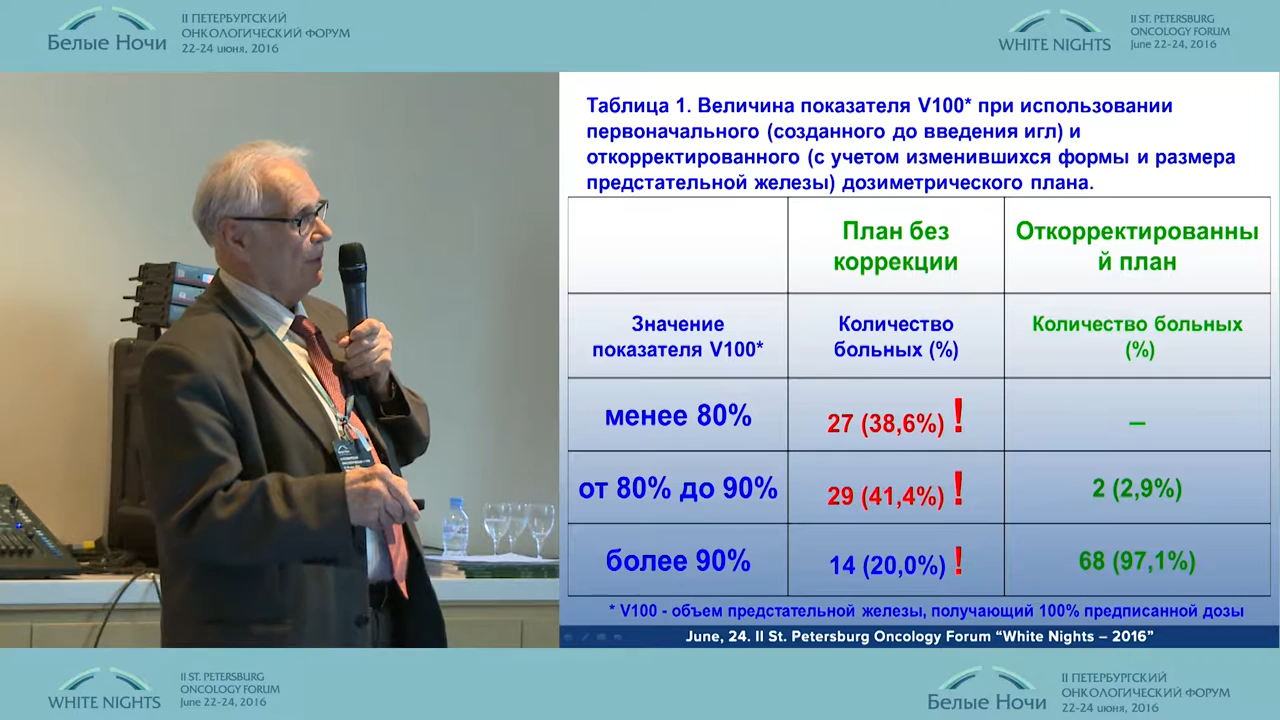 II ПЕТЕРБУРГСКИЙ
ОНКОЛОГИЧЕСКИЙ ФОРУМ
22-24 июня, 2016
Белые Ночи
WHITE NIGHTS
II ST. PETERSBURG
ONCOLOGY FORUM
June 22-24, 2016
Таблица 1. Величина показателя V100* при использовании
первоначального (созданного до введения игл) и
откорректированного (с учетом изменившихся формы и размера
предстательной железы) дозиметрического плана.
План без
коррекции
Откорректированны
й план
Значение
показателя V100*
Количество
больных (%)
Количество больных
(%)
менее 80%
27 (38,6%) !
–
от 80% до 90%
29 (41,4%) !
2 (2,9%)
более 90%
14 (20,0%) !
68 (97,1%)
* V100 - объем предстательной железы, получающий 100% предписанной дозы
June, 24. II St. Petersburg Oncology Forum “White Nights – 2016”
WHITE NIGHTS
II ST. PETERSBURG
ONCOLOGY FORUM
June 22-24, 2016
Белые Ночи
II ПЕТЕРБУРГСКИЙ
ОНКОЛОГИЧЕСКИЙ ФОРУМ
22-24 июня, 2016